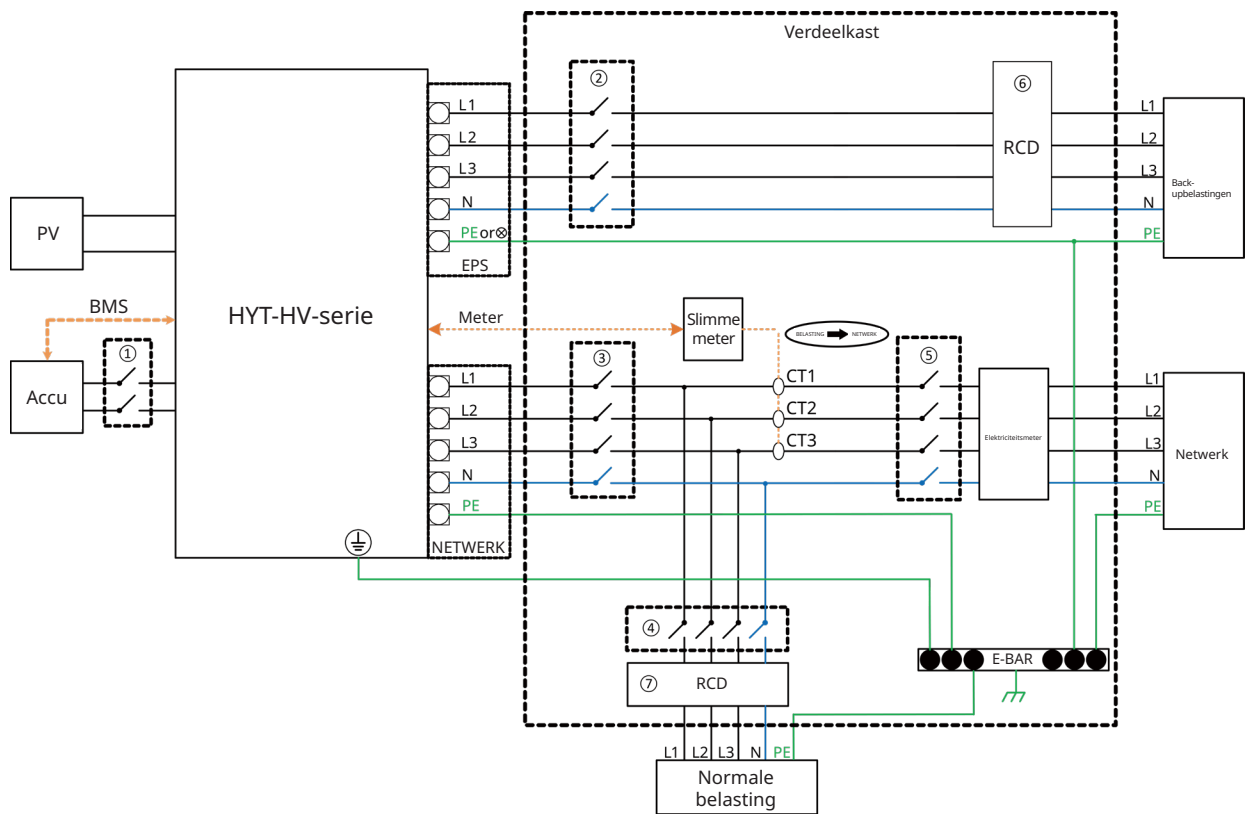 Verdeelkast
②
⑥
L1
L1
L2
RCD
L2
L3
L3
Back-
upbelastingen
N
N
PV
PE or⊗
PE
EPS
BMS
HYT-HV-serie
Meter
Slimme
meter
BELASTING
NETWERK
①
③
⑤
Accu
L1
CT1
L1
L2
CT2
L2
L3
CT3
Elektriciteitsmeter
L3
Netwerk
N
N
PE
PE
NETWERK
④
E-BAR
⑦
RCD
L1
L2
L3
N
PE
Normale
belasting